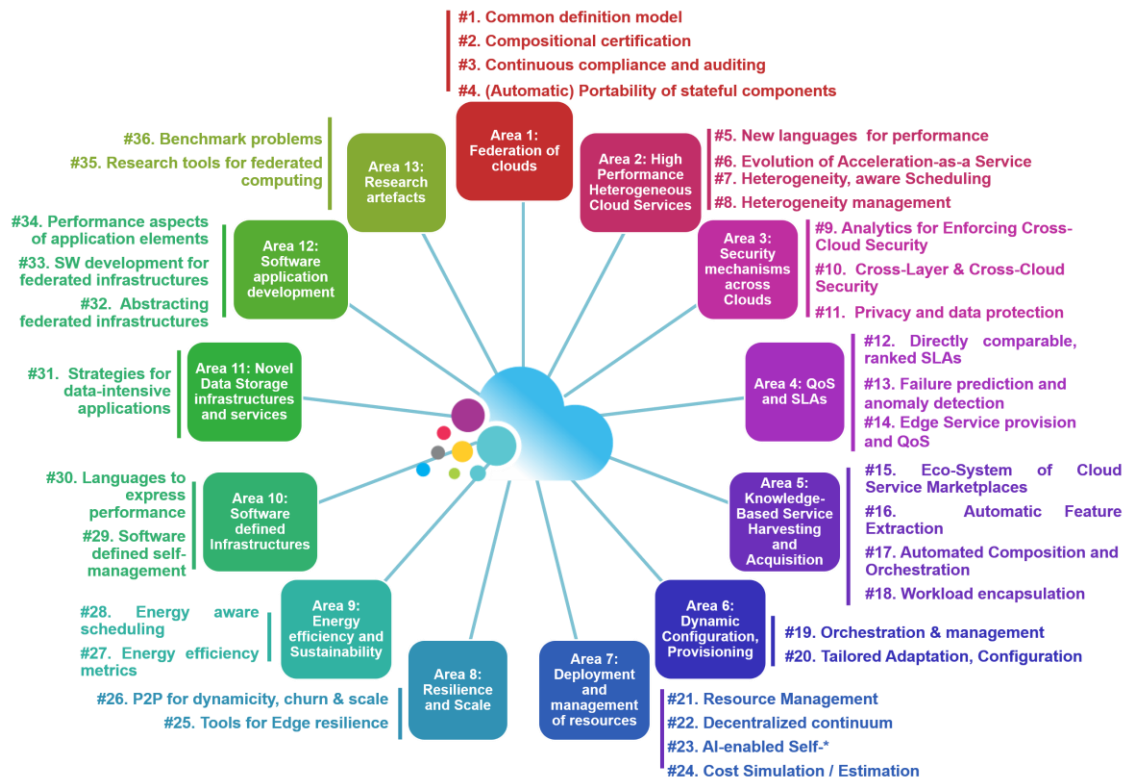 #1. Common definition model
#2. Compositional certification
#3. Continuous compliance and auditing
#4. (Automatic) Portability of stateful components
Area 1:
Federation of
clouds
Area 2: High
Performance
Heterogeneous
Cloud Services
#5. New languages for performance
#6. Evolution of Acceleration-as-a Service
#7. Heterogeneity, aware Scheduling
#8. Heterogeneity management
Area 3:
Security
mechanisms
across
Clouds
#9. Analytics for Enforcing Cross-
Cloud Security
#10. Cross-Layer & Cross-Cloud
Security
#11. Privacy and data protection
Area 4: QoS
and SLAs
#12. Directly comparable,
ranked SLAs
#13. Failure prediction and
anomaly detection
#14. Edge Service provision
and QoS
Area 5:
Knowledge-
Based Service
Harvesting
and
Acquisition
#15. Eco-System of Cloud
Service Marketplaces
#16. Automatic Feature
Extraction
#17. Automated Composition and
Orchestration
#18. Workload encapsulation
Area 6:
Dynamic
Configuration,
Provisioning
#19. Orchestration & management
#20. Tailored Adaptation, Configuration
Area 7:
Deployment
and
management
of resources
#21. Resource Management
#22. Decentralized continuum
#23. AI-enabled Self-*
#24. Cost Simulation / Estimation
Area 8:
Resilience
and Scale
#26. P2P for dynamicity, churn & scale
#25. Tools for Edge resilience
Area 9:
Energy
efficiency and
Sustainability
#28. Energy aware
scheduling
#27. Energy efficiency
metrics
Area 10:
Software
defined
Infrastructures
#30. Languages to
express
performance
#29. Software
defined self-
management
Area 11: Novel
Data Storage
infrastructures
and services
#31. Strategies for
data-intensive
applications
Area 12:
Software
application
development
#34. Performance aspects
of application elements
#33. SW development for
federated infrastructures
#32. Abstracting
federated infrastructures
Area 13:
Research
artefacts
#36. Benchmark problems
#35. Research tools for federated
computing